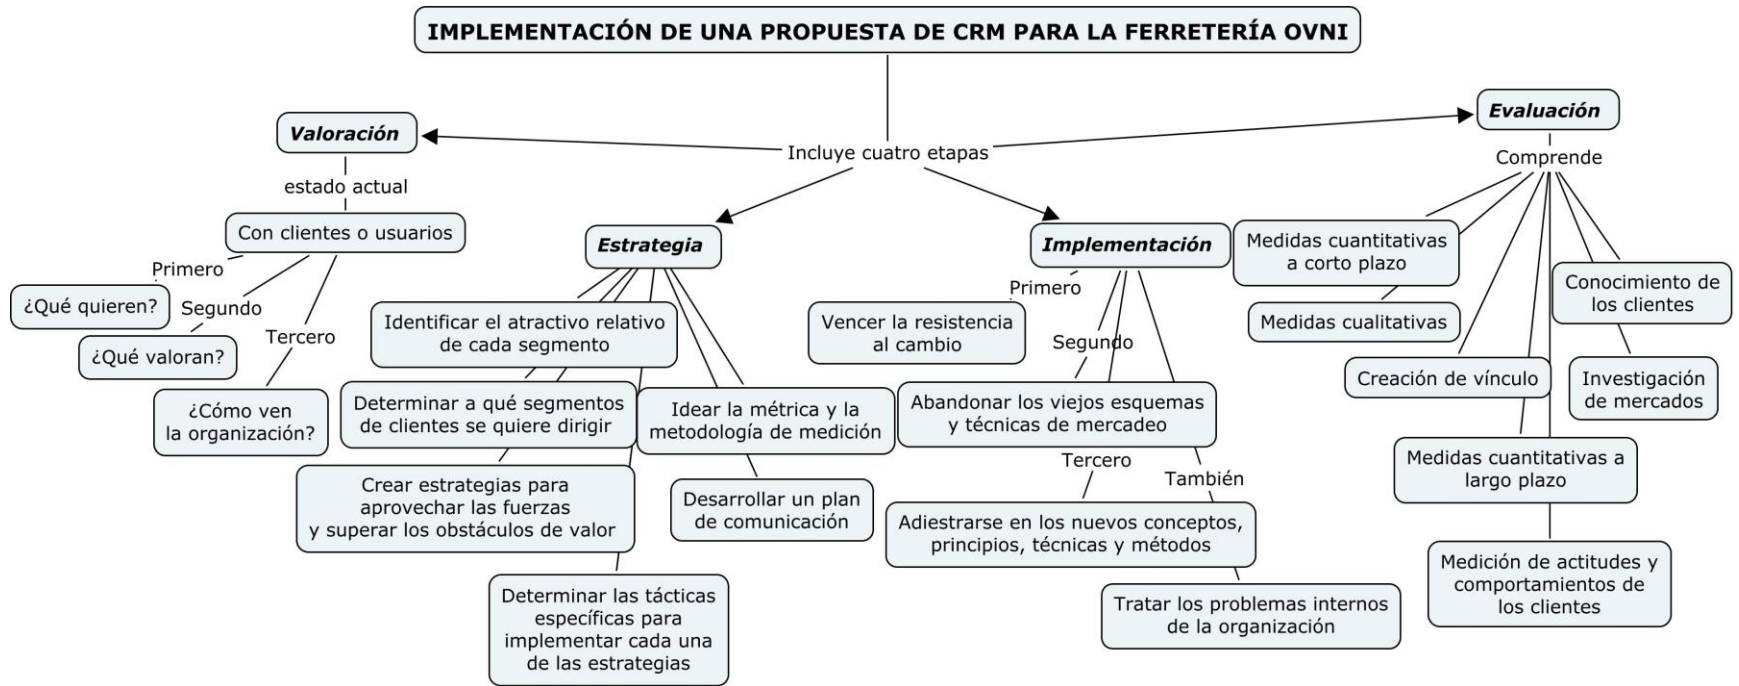 IMPLEMENTACIÓN DE UNA PROPUESTA DE CRM PARA LA FERRETERÍA OVNI
Incluye cuatro etapas
Valoración
estado actual
Con clientes o usuarios
Primero
¿Qué quieren?
Segundo
¿Qué valoran?
Tercero
¿Cómo ven
la organización?
Estrategia
Identificar el atractivo relativo
de cada segmento
Determinar a qué segmentos
de clientes se quiere dirigir
Crear estrategias para
aprovechar las fuerzas
y superar los obstáculos de valor
Determinar las tácticas
específicas para
implementar cada una
de las estrategias
Idear la métrica y la
metodología de medición
Desarrollar un plan
de comunicación
Implementación
Primero
Vencer la resistencia
al cambio
Segundo
Abandonar los viejos esquemas
y técnicas de mercadeo
Tercero
Adiestrarse en los nuevos conceptos,
principios, técnicas y métodos
También
Tratar los problemas internos
de la organización
Evaluación
Comprende
Medidas cuantitativas
a corto plazo
Medidas cualitativas
Creación de vínculo
Medidas cuantitativas a
largo plazo
Medición de actitudes y
comportamientos de
los clientes
Conocimiento de
los clientes
Investigación
de mercados